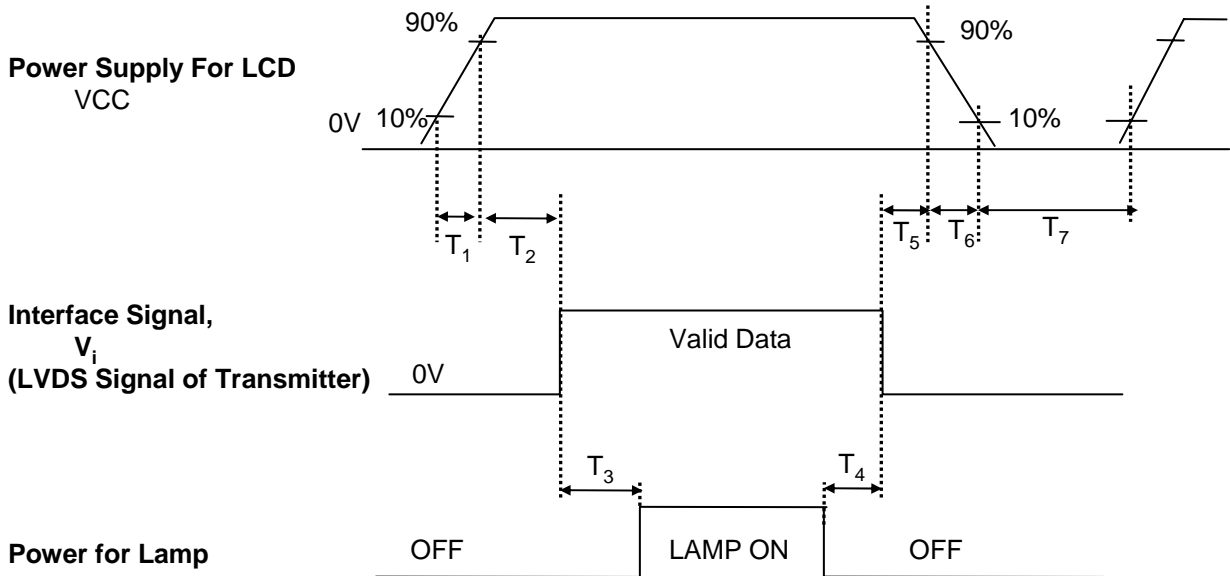 90%
90%
Power Supply For LCD
VCC
0V
10%
10%
T1
T2
T5
T6
T7
Interface Signal,
Vi
(LVDS Signal of Transmitter)
0V
Valid Data
T3
T4
Power for Lamp
OFF
LAMP ON
OFF